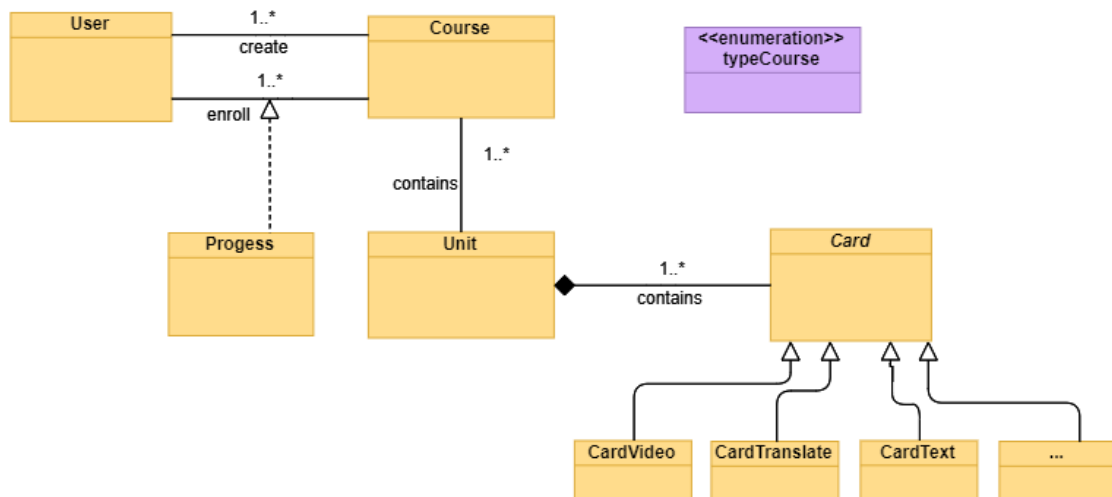 User
1..*
create
Course
<<enumeration>>
typeCourse
1..*
enroll
1..*
contains
Progess
Unit
Card
1..*
contains
CardVideo
CardTranslate
CardText
...